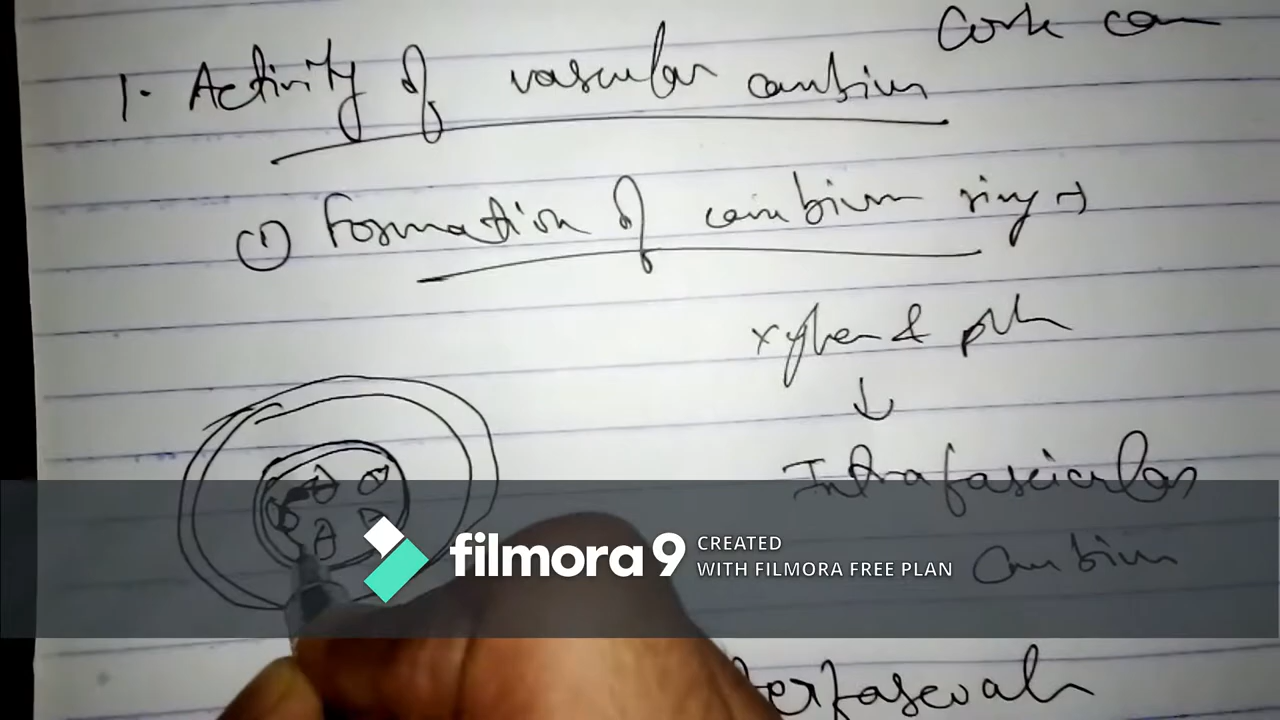 Cork cam
1. Activity of vascular cambium
① Formation of cambium ring →
xylem & phlo
↓
Intrafascicular
filmora 9 CREATED
WITH FILMORA FREE PLAN
Cambium